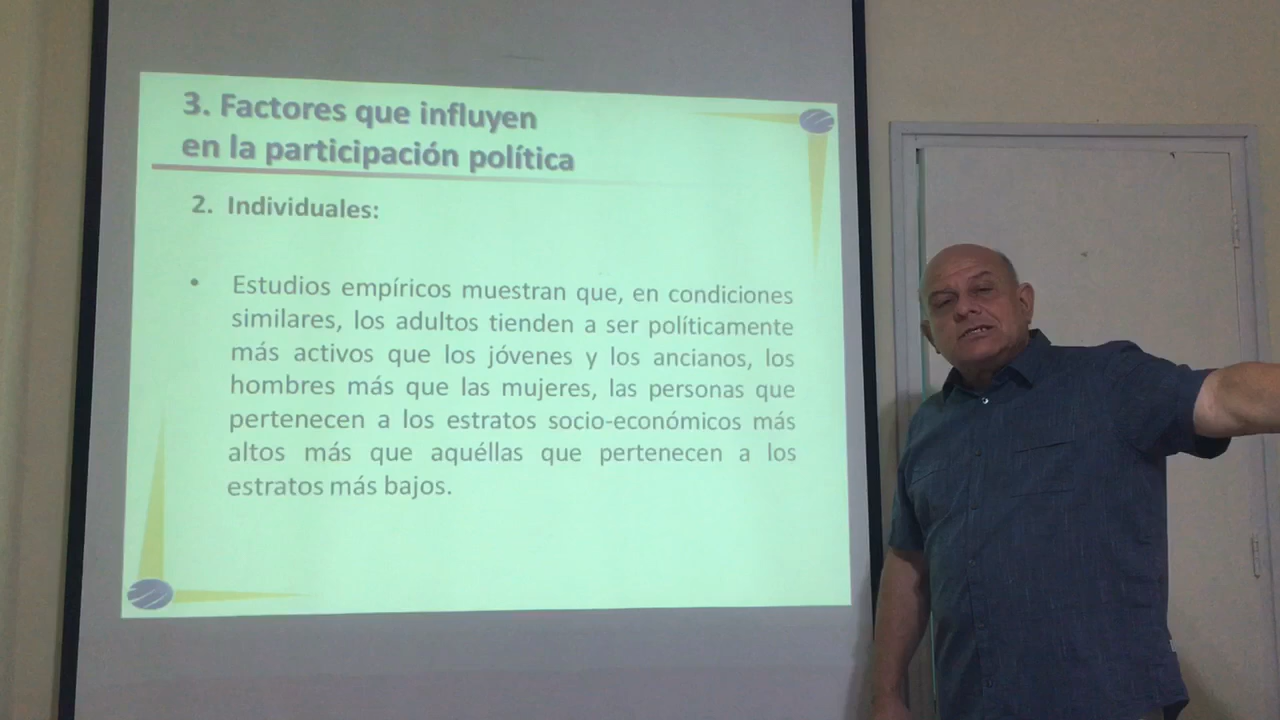 3. Factores que influyen
en la participación política
2. Individuales:
• Estudios empíricos muestran que, en condiciones
similares, los adultos tienden a ser políticamente
más activos que los jóvenes y los ancianos, los
hombres más que las mujeres, las personas que
pertenecen a los estratos socio-económicos más
altos más que aquéllas que pertenecen a los
estratos más bajos.